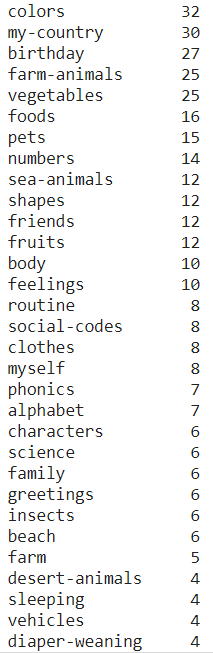 colors 32
my-country 30
birthday 27
farm-animals 25
vegetables 25
foods 16
pets 15
numbers 14
sea-animals 12
shapes 12
friends 12
fruits 12
body 10
feelings 10
routine 8
social-codes 8
clothes 8
myself 8
phonics 7
alphabet 7
characters 6
science 6
family 6
greetings 6
insects 6
beach 6
farm 5
desert-animals 4
sleeping 4
vehicles 4
diaper-weaning 4